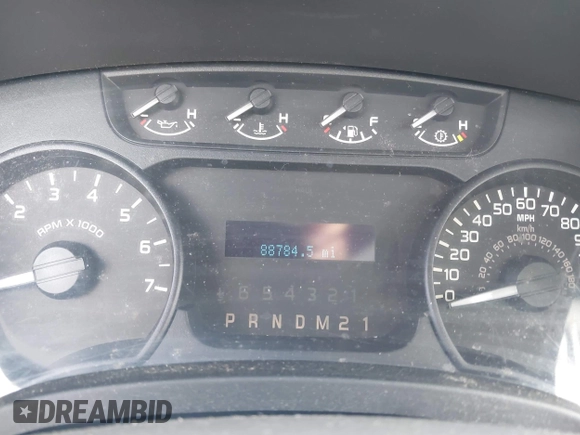 H H F H
2 3 4 5 6 7
RPM X 1000
0 10 20 30 40 50 60 70 80
MPH
km/h
20 40 60 80 100 120 140 160
88784.5 mi
6 5 4 3 2 1
P R N D M 2 1
DREAMBID